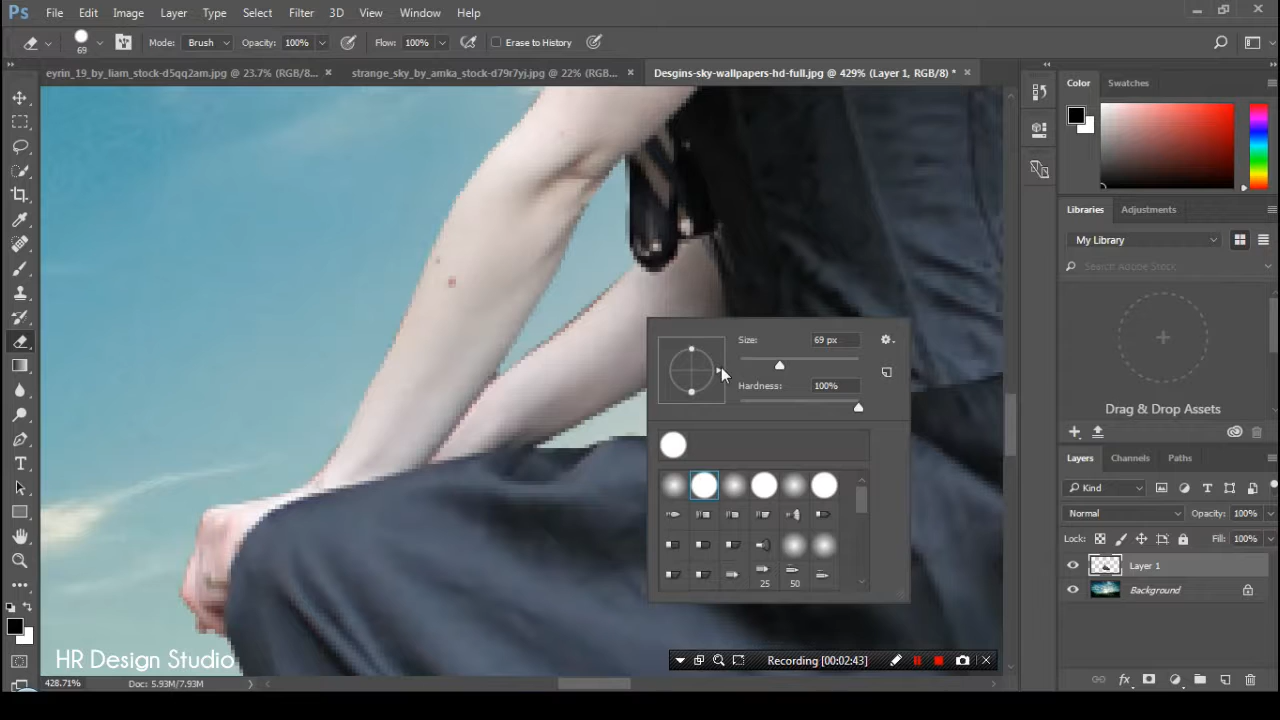 Ps File Edit Image Layer Type Select Filter 3D View Window Help
69 Mode: Brush Opacity: 100% Flow: 100% Erase to History
eyrin_19_by_liam_stock-d5qq2am.jpg @ 23.7% (RGB/8... × strange_sky_by_amka_stock-d79r7yj.jpg @ 22% (RGB... × Desgins-sky-wallpapers-hd-full.jpg @ 429% (Layer 1, RGB/8) * ×
Color Swatches
Libraries Adjustments
My Library
Search Adobe Stock
Size: 69 px
Hardness: 100%
Drag & Drop Assets
25 50
Layers Channels Paths
Kind
Normal Opacity: 100%
Lock: Fill: 100%
Layer 1
Background
HR Design Studio
Recording [00:02:43]
428.71% Doc: 5.93M/7.93M
fx